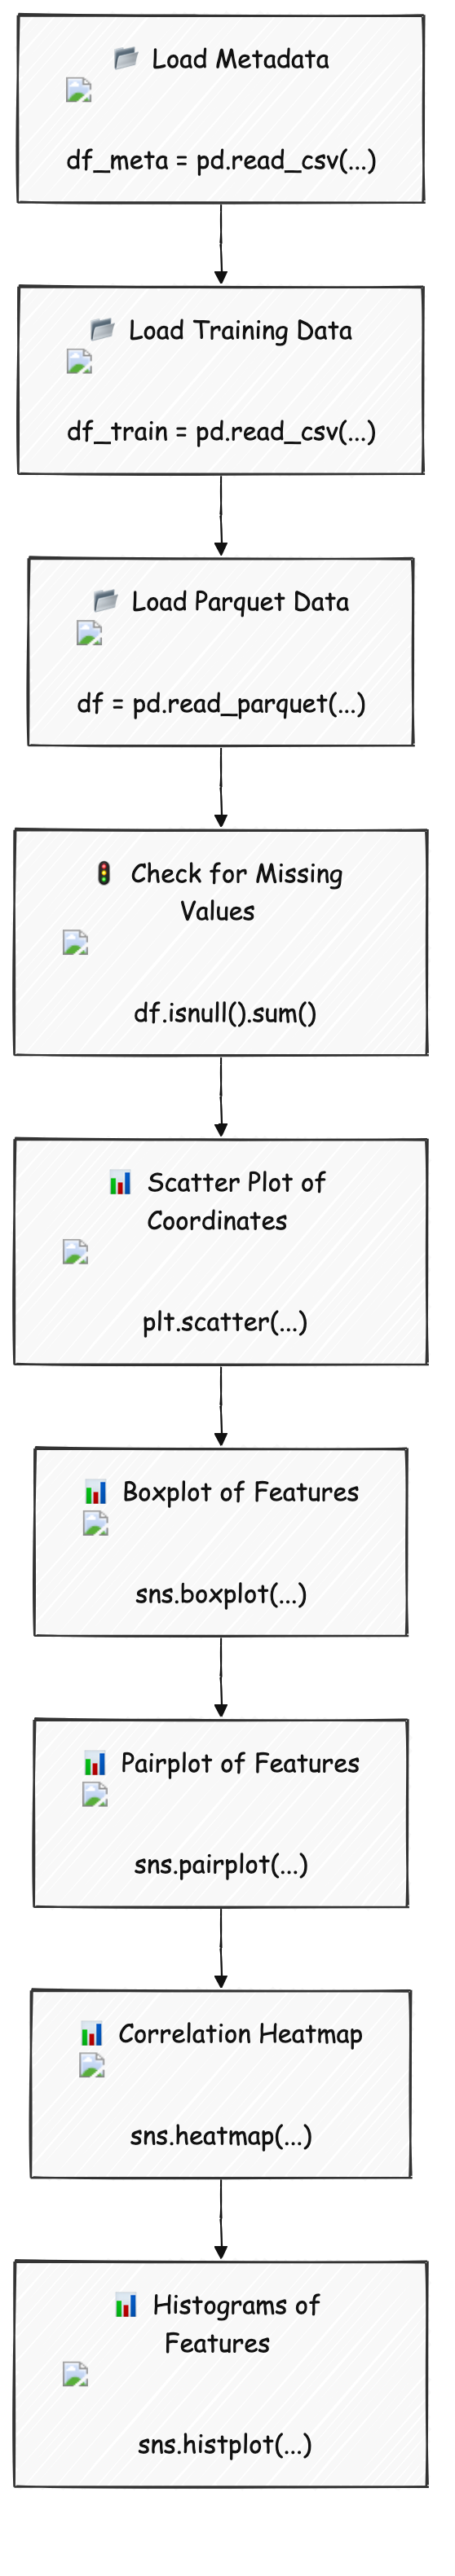 Load Metadata
df_meta = pd.read_csv(...)
Load Training Data
df_train = pd.read_csv(...)
Load Parquet Data
df = pd.read_parquet(...)
Check for Missing
Values
df.isnull().sum()
Scatter Plot of
Coordinates
plt.scatter(...)
Boxplot of Features
sns.boxplot(...)
Pairplot of Features
sns.pairplot(...)
Correlation Heatmap
sns.heatmap(...)
Histograms of
Features
sns.histplot(...)